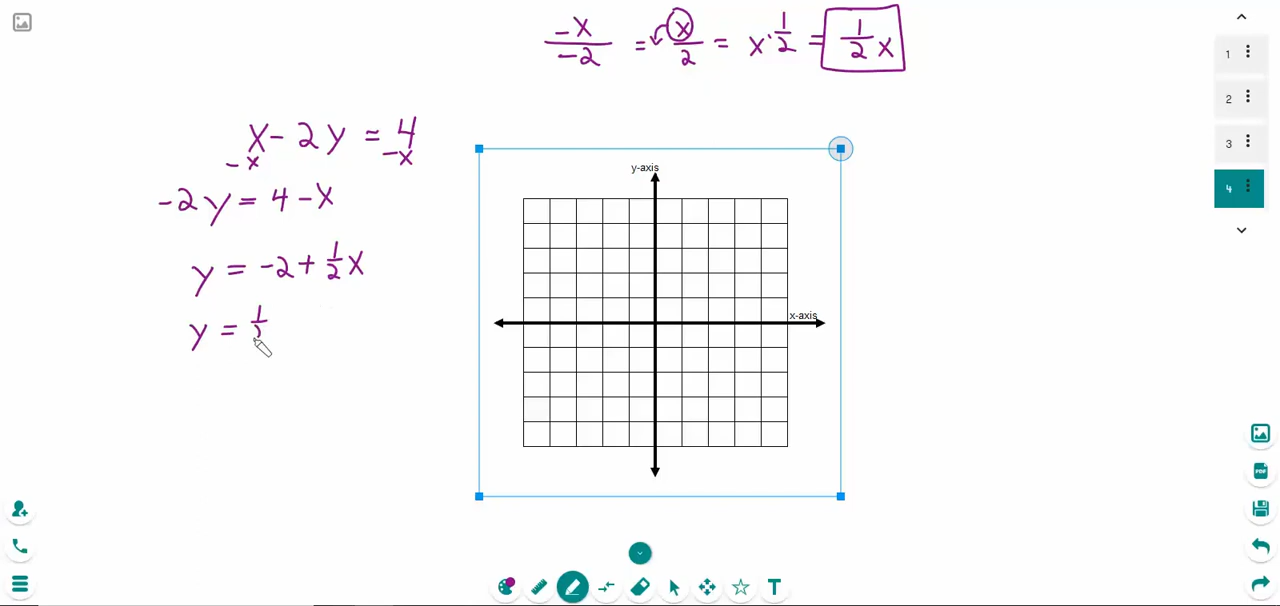 -x/-2 = x/2 = x · 1/2 = 1/2 x
x - 2y = 4
-x -x
-2y = 4 - x
y = -2 + 1/2 x
y = 1/
y-axis
x-axis
1
2
3
4
PDF
T